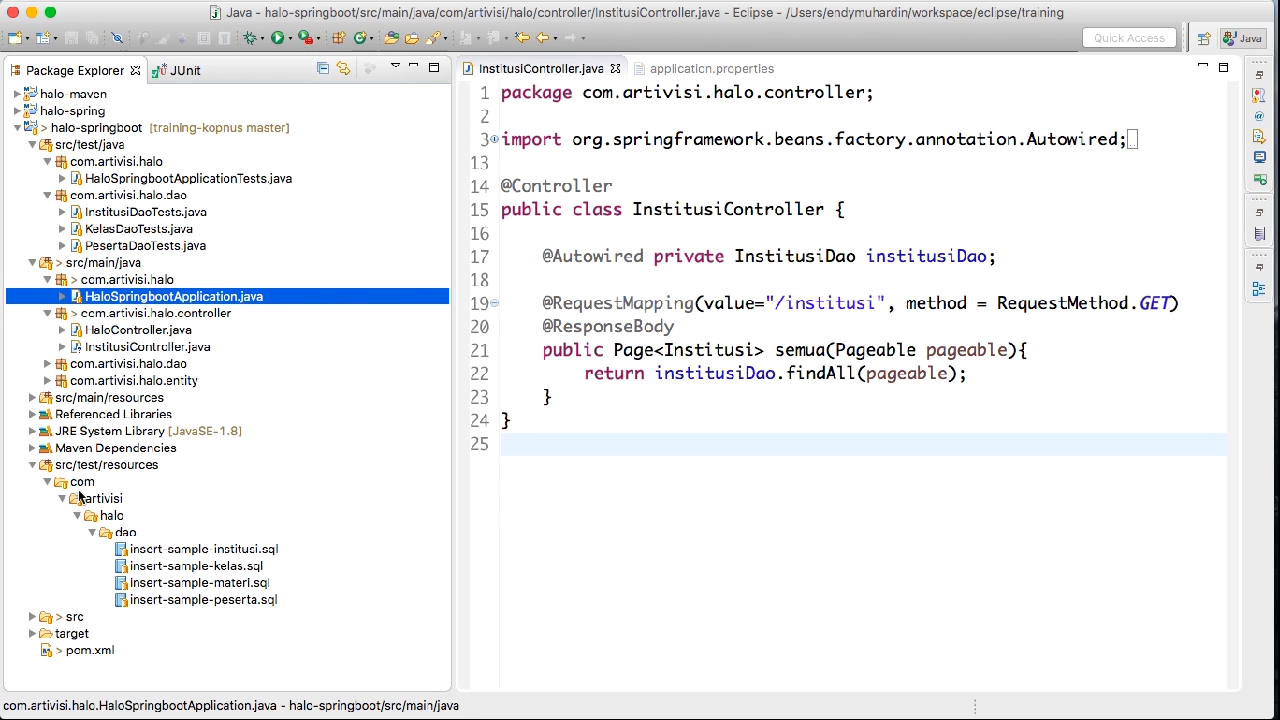 Java - halo-springboot/src/main/java/com/artivisi/halo/controller/InstitusiController.java - Eclipse - /Users/endymuhardin/workspace/eclipse/training
Quick Access
Java
Package Explorer
JUnit
halo-maven
halo-spring
> halo-springboot [training-kopnus master]
src/test/java
com.artivisi.halo
HaloSpringbootApplicationTests.java
com.artivisi.halo.dao
InstitusiDaoTests.java
KelasDaoTests.java
PesertaDaoTests.java
> src/main/java
> com.artivisi.halo
HaloSpringbootApplication.java
> com.artivisi.halo.controller
HaloController.java
InstitusiController.java
com.artivisi.halo.dao
com.artivisi.halo.entity
src/main/resources
Referenced Libraries
JRE System Library [JavaSE-1.8]
Maven Dependencies
src/test/resources
com
artivisi
halo
dao
insert-sample-institusi.sql
insert-sample-kelas.sql
insert-sample-materi.sql
insert-sample-peserta.sql
> src
target
> pom.xml
InstitusiController.java
application.properties
1 package com.artivisi.halo.controller;
2
3 import org.springframework.beans.factory.annotation.Autowired;
13
14 @Controller
15 public class InstitusiController {
16
17 @Autowired private InstitusiDao institusiDao;
18
19 @RequestMapping(value="/institusi", method = RequestMethod.GET)
20 @ResponseBody
21 public Page<Institusi> semua(Pageable pageable){
22 return institusiDao.findAll(pageable);
23 }
24 }
25
com.artivisi.halo.HaloSpringbootApplication.java - halo-springboot/src/main/java